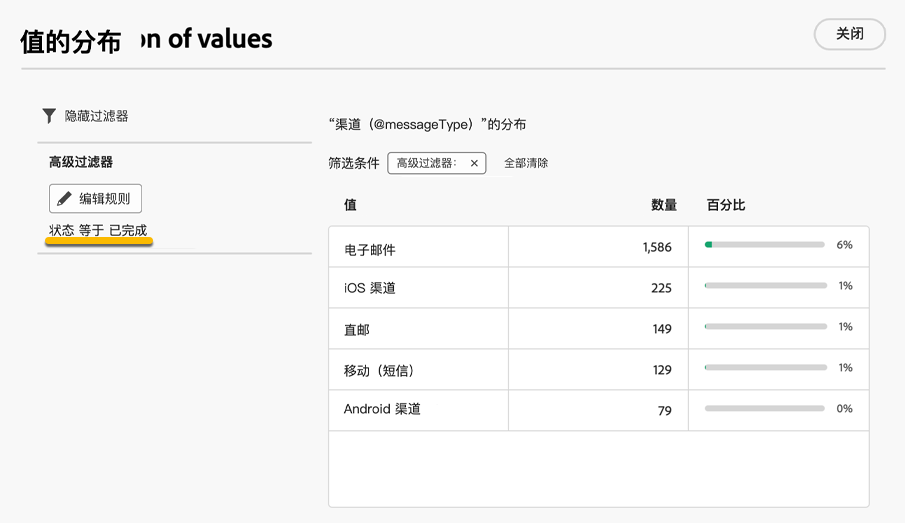 值的分布 on of values
关闭
隐藏过滤器
高级过滤器
编辑规则
状态 等于 已完成
“渠道（@messageType）”的分布
筛选条件 高级过滤器： × 全部清除
值 数量 百分比
电子邮件 1,586 6%
iOS 渠道 225 1%
直邮 149 1%
移动（短信） 129 1%
Android 渠道 79 0%